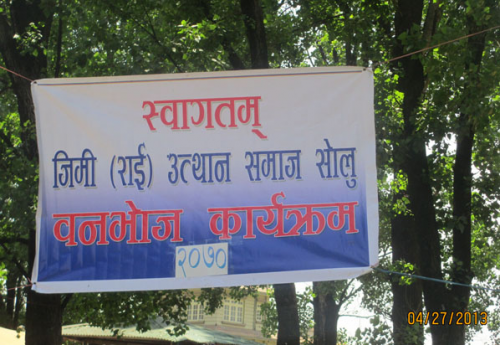 स्वागतम्
जिमी (राई) उत्थान समाज सोलु
वनभोज कार्यक्रम
२०७०
04/27/2013